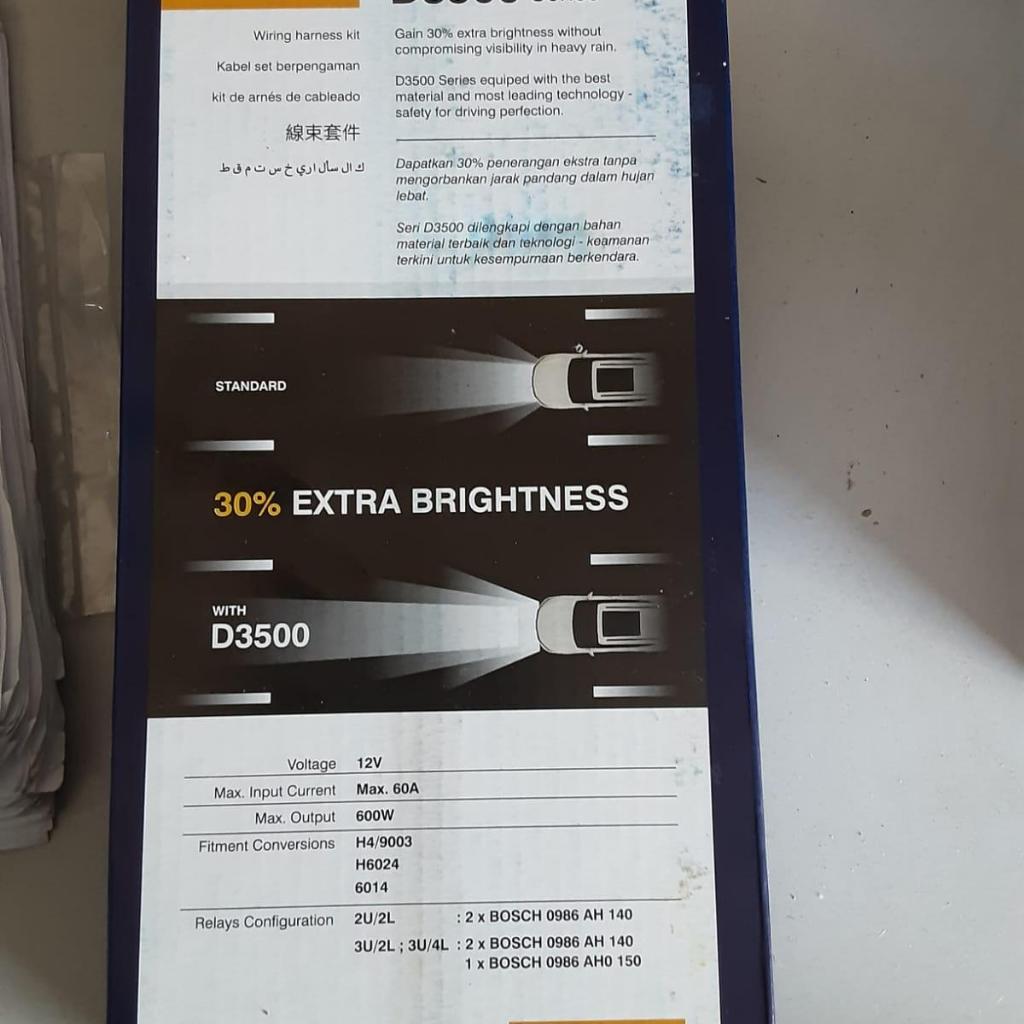 D3500
Wiring harness kit
Kabel set berpengaman
kit de arnés de cableado
線束套件
ك ال سأل اري خ س ت م ق ط
Gain 30% extra brightness without
compromising visibility in heavy rain.
D3500 Series equiped with the best
material and most leading technology -
safety for driving perfection.
Dapatkan 30% penerangan ekstra tanpa
mengorbankan jarak pandang dalam hujan
lebat.
Seri D3500 dilengkapi dengan bahan
material terbaik dan teknologi - keamanan
terkini untuk kesempurnaan berkendara.
STANDARD
30% EXTRA BRIGHTNESS
WITH
D3500
Voltage 12V
Max. Input Current Max. 60A
Max. Output 600W
Fitment Conversions H4/9003
H6024
6014
Relays Configuration 2U/2L : 2 x BOSCH 0986 AH 140
3U/2L ; 3U/4L : 2 x BOSCH 0986 AH 140
1 x BOSCH 0986 AH0 150